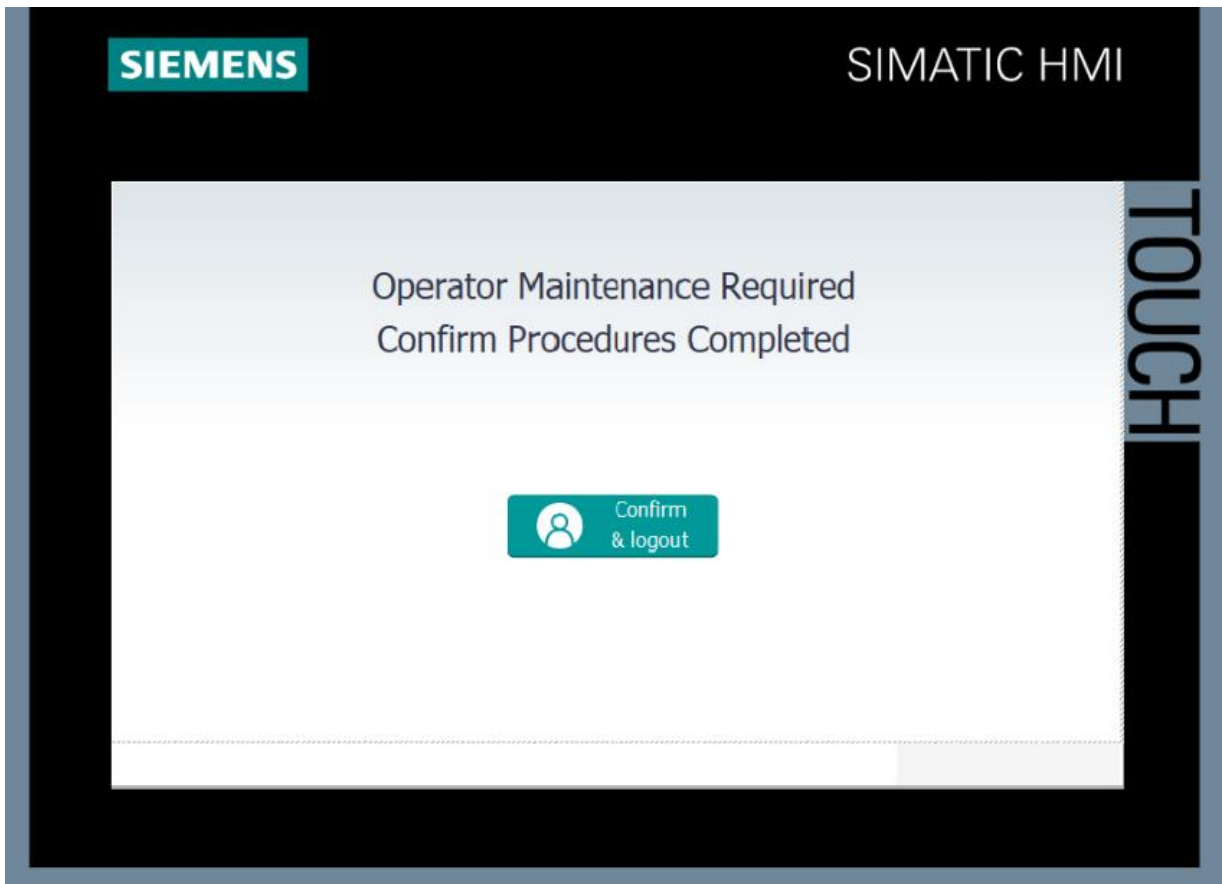 SIEMENS
SIMATIC HMI
TOUCH
Operator Maintenance Required
Confirm Procedures Completed
Confirm
& logout